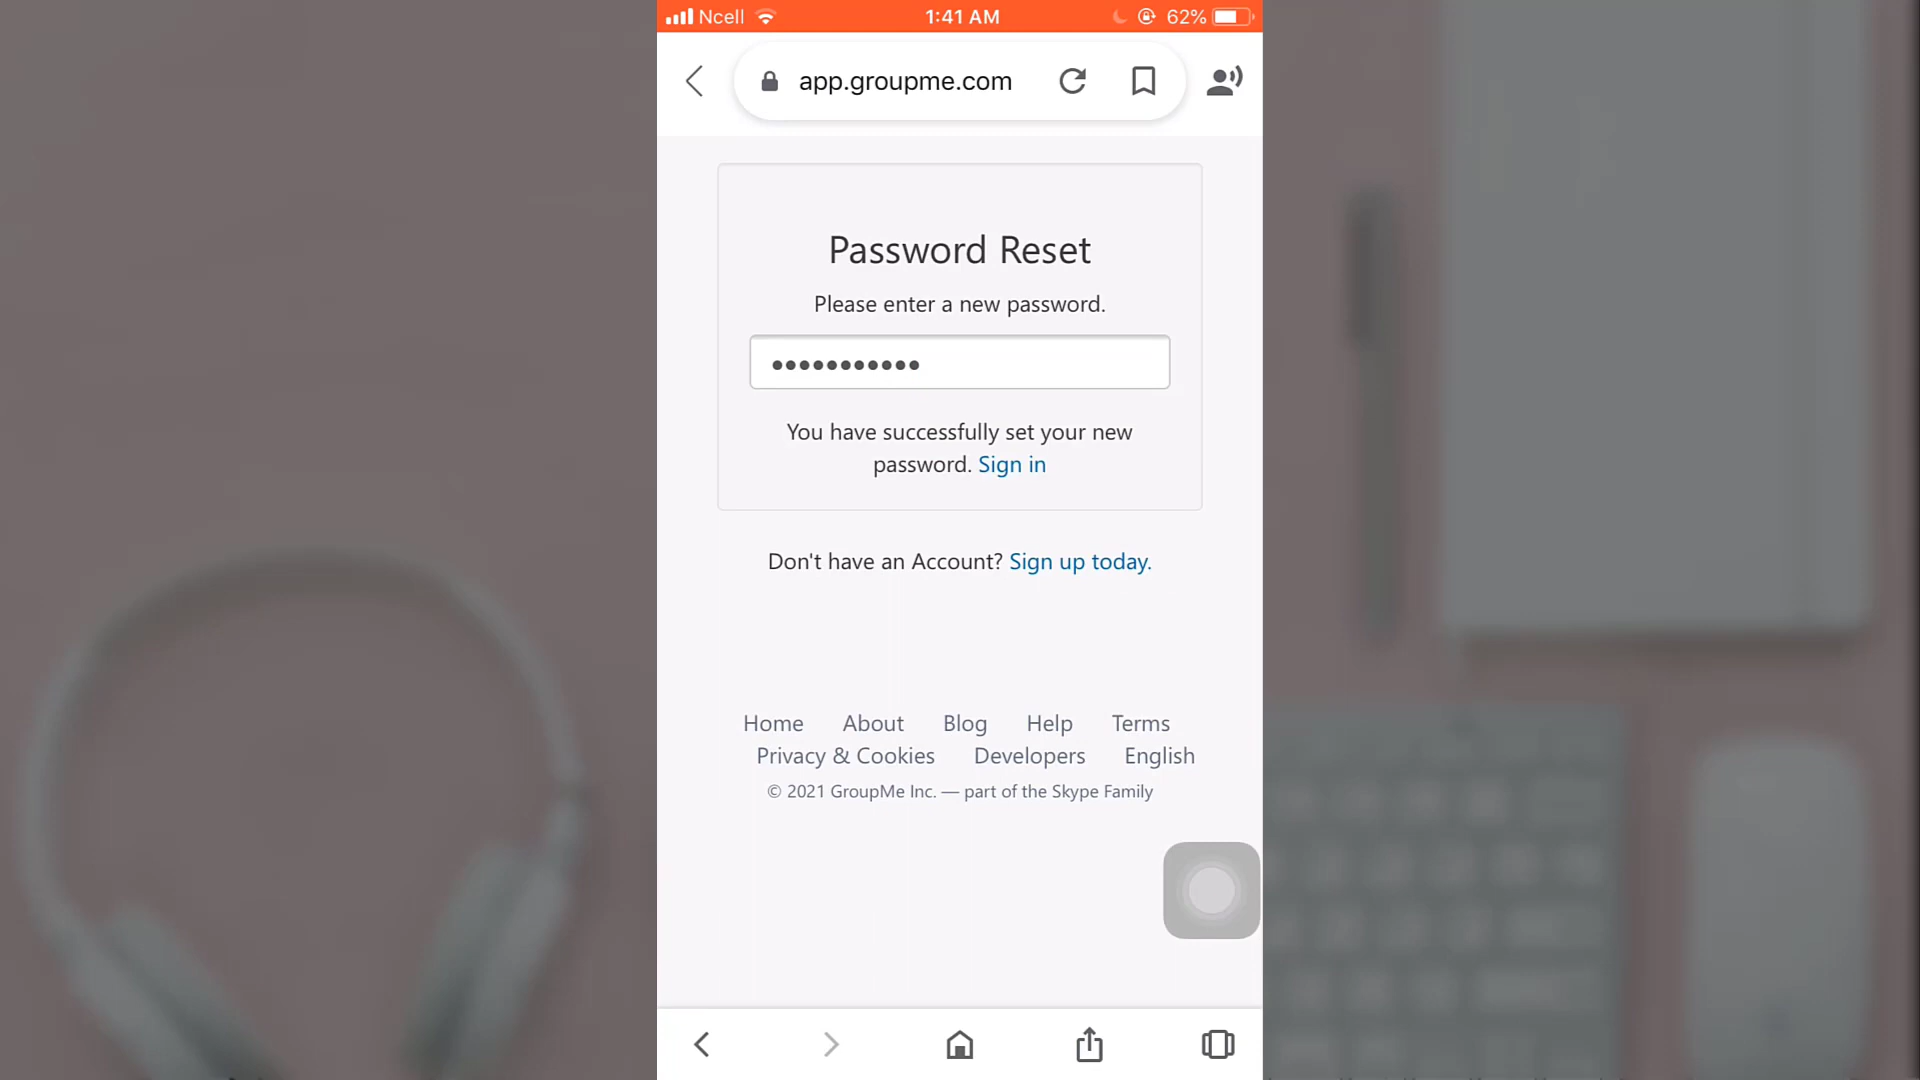 Ncell 1:41 AM 62%
app.groupme.com
Password Reset
Please enter a new password.
•••••••••••
You have successfully set your new
password. Sign in
Don't have an Account? Sign up today.
Home About Blog Help Terms
Privacy & Cookies Developers English
© 2021 GroupMe Inc. — part of the Skype Family